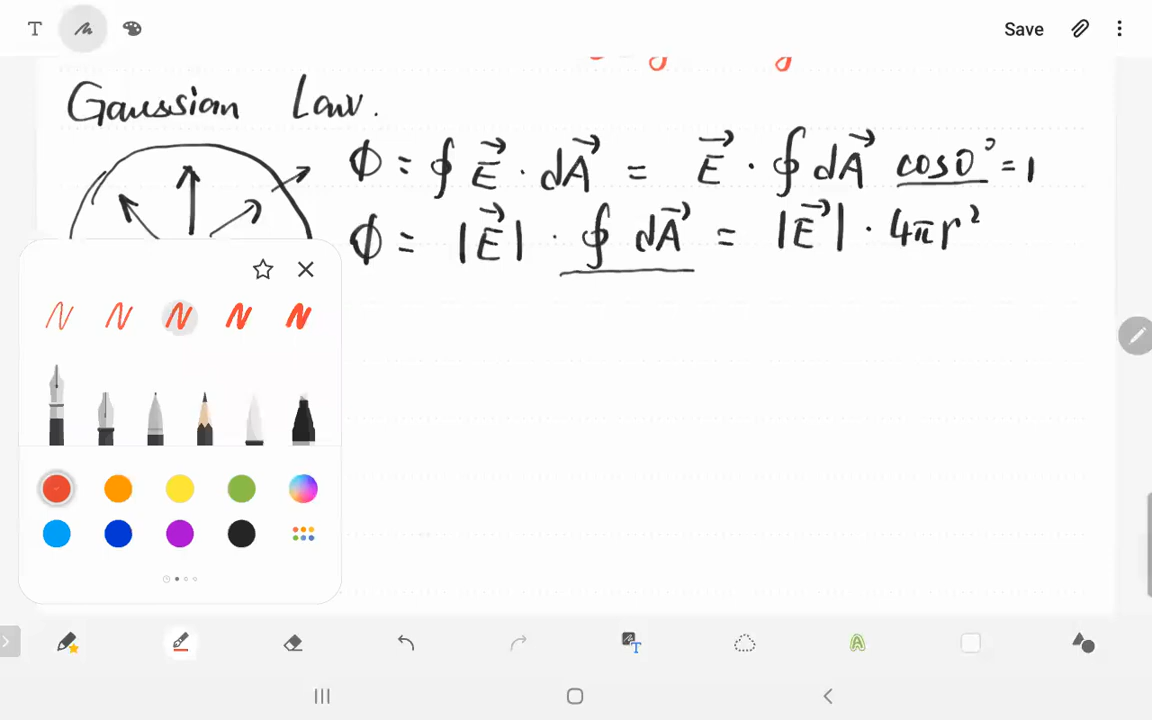 T
Save
Gaussian Law.
ϕ = ∮ E⃗ · dA⃗ = E⃗ · ∮ dA⃗ cos0° = 1
ϕ = |E⃗| · ∮ dA⃗ = |E⃗| · 4πr²
T
A